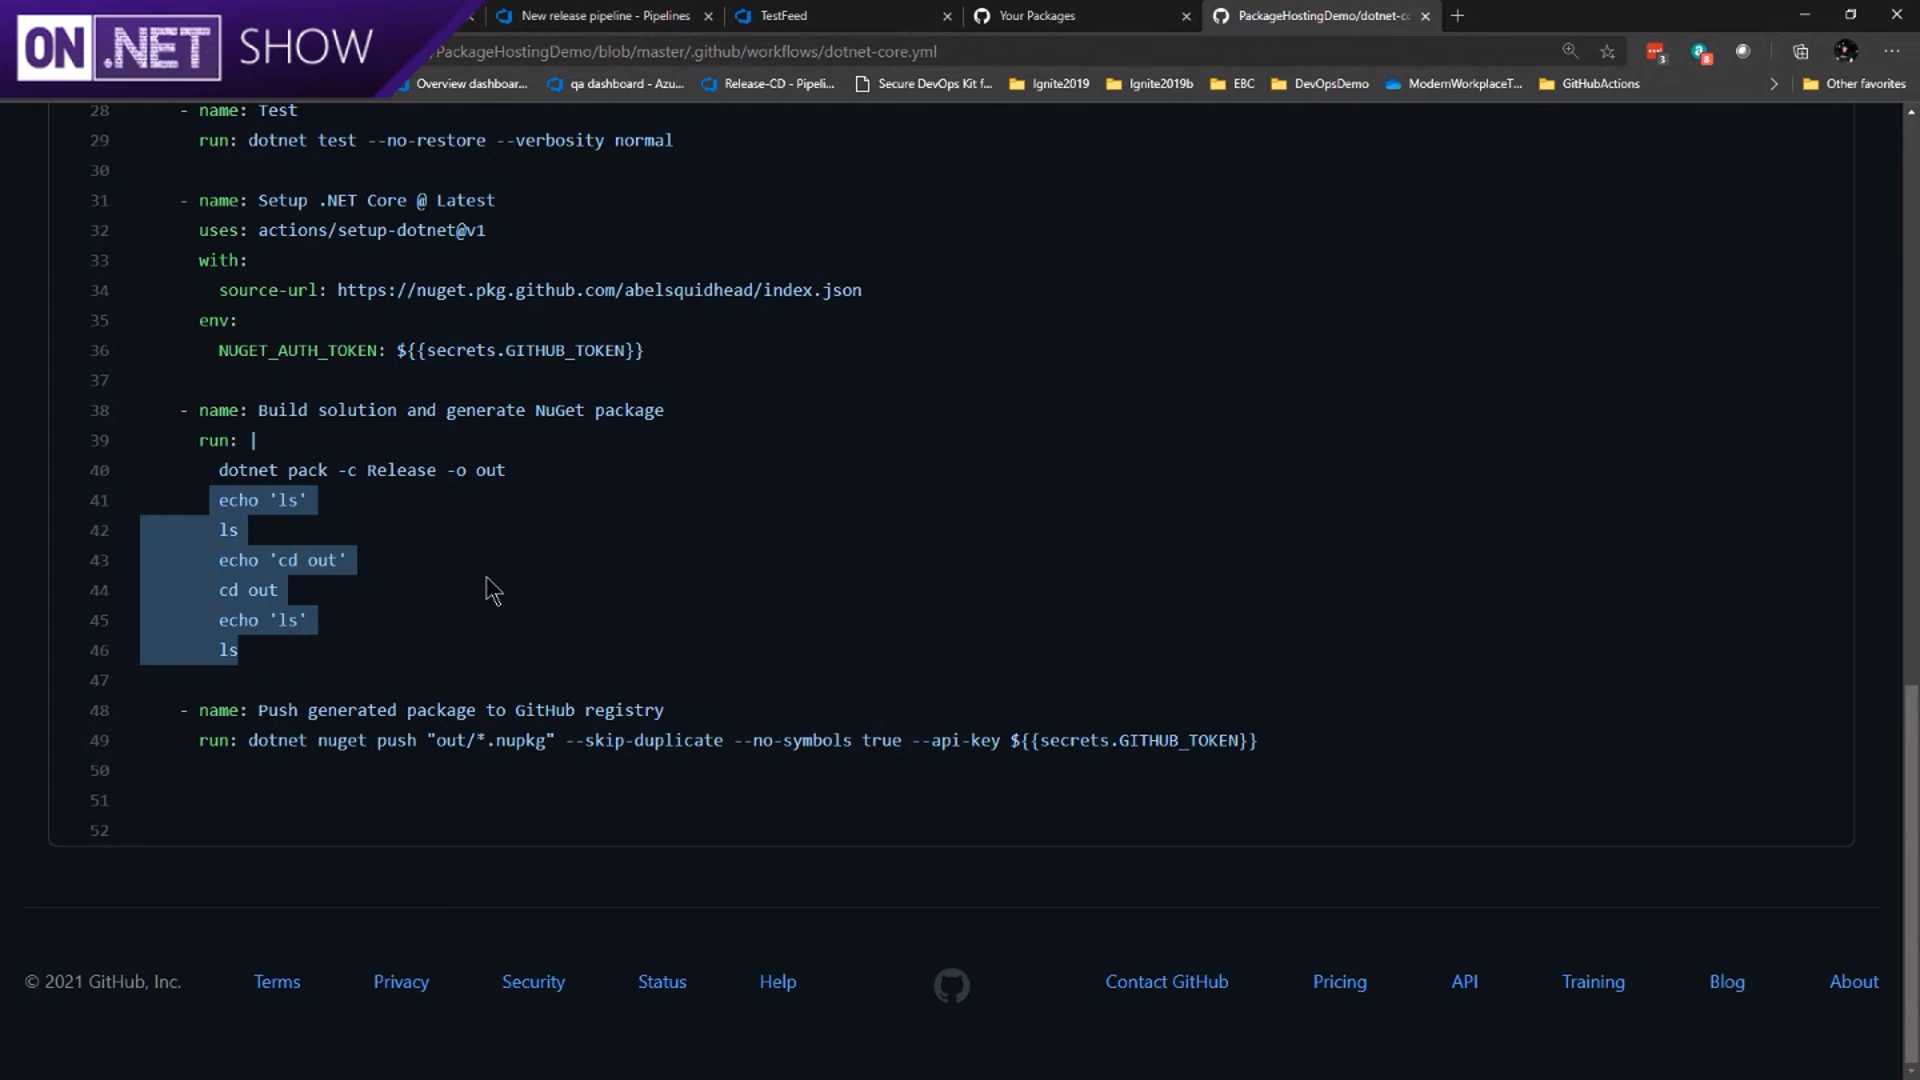 ON .NET SHOW
New release pipeline - Pipelines
TestFeed
Your Packages
PackageHostingDemo/dotnet-c
PackageHostingDemo/blob/master/.github/workflows/dotnet-core.yml
3
8
Overview dashboar...
qa dashboard - Azu...
Release-CD - Pipeli...
Secure DevOps Kit f...
Ignite2019
Ignite2019b
EBC
DevOpsDemo
ModernWorkplaceT...
GitHubActions
Other favorites
28 - name: Test
29 run: dotnet test --no-restore --verbosity normal
30
31 - name: Setup .NET Core @ Latest
32 uses: actions/setup-dotnet@v1
33 with:
34 source-url: https://nuget.pkg.github.com/abelsquidhead/index.json
35 env:
36 NUGET_AUTH_TOKEN: ${{secrets.GITHUB_TOKEN}}
37
38 - name: Build solution and generate NuGet package
39 run: |
40 dotnet pack -c Release -o out
41 echo 'ls'
42 ls
43 echo 'cd out'
44 cd out
45 echo 'ls'
46 ls
47
48 - name: Push generated package to GitHub registry
49 run: dotnet nuget push "out/*.nupkg" --skip-duplicate --no-symbols true --api-key ${{secrets.GITHUB_TOKEN}}
50
51
52
© 2021 GitHub, Inc.
Terms
Privacy
Security
Status
Help
Contact GitHub
Pricing
API
Training
Blog
About